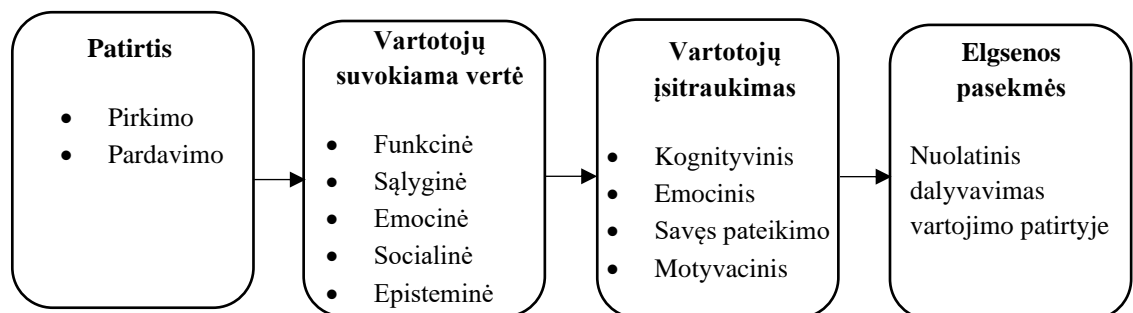 Patirtis
• Pirkimo
• Pardavimo
Vartotojų
suvokiama vertė
• Funkcinė
• Sąlyginė
• Emocinė
• Socialinė
• Episteminė
Vartotojų
įsitraukimas
• Kognityvinis
• Emocinis
• Savęs pateikimo
• Motyvacinis
Elgsenos
pasekmės
Nuolatinis
dalyvavimas
vartojimo patirtyje